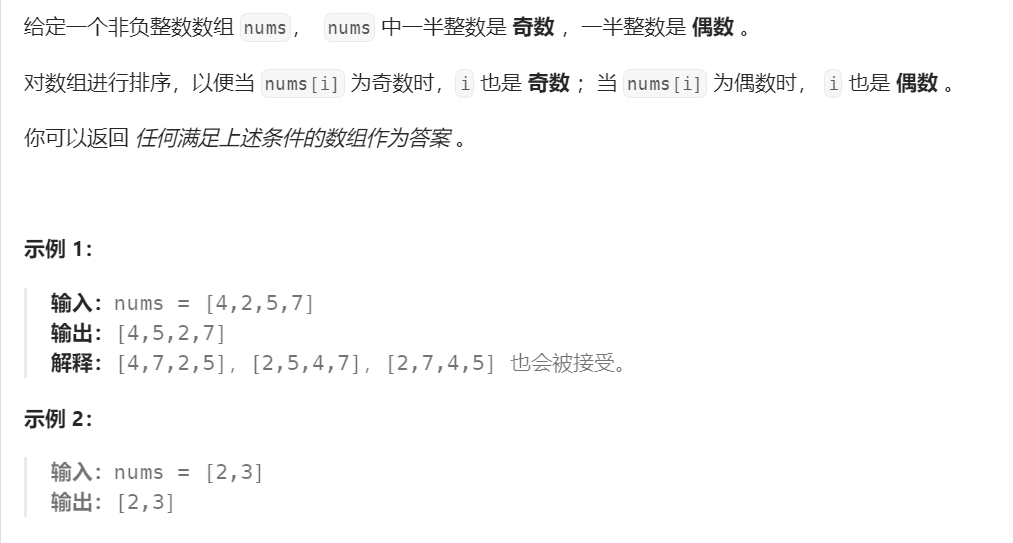 给定一个非负整数数组 nums， nums 中一半整数是 奇数 ，一半整数是 偶数 。
对数组进行排序，以便当 nums[i] 为奇数时，i 也是 奇数 ；当 nums[i] 为偶数时， i 也是 偶数 。
你可以返回 任何满足上述条件的数组作为答案 。
示例 1：
输入：nums = [4,2,5,7]
输出：[4,5,2,7]
解释：[4,7,2,5]，[2,5,4,7]，[2,7,4,5] 也会被接受。
示例 2：
输入：nums = [2,3]
输出：[2,3]